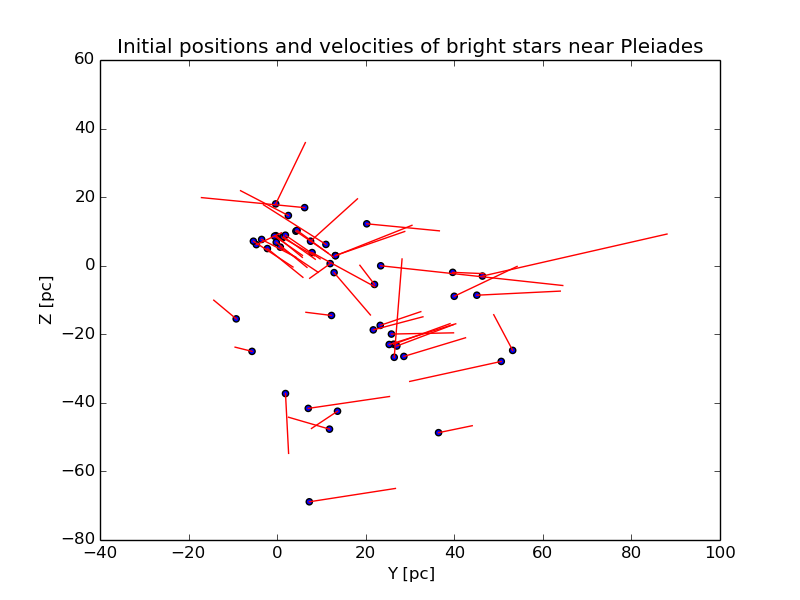 Initial positions and velocities of bright stars near Pleiades
60
40
20
0
−20
−40
−60
−80
Z [pc]
−40 −20 0 20 40 60 80 100
Y [pc]